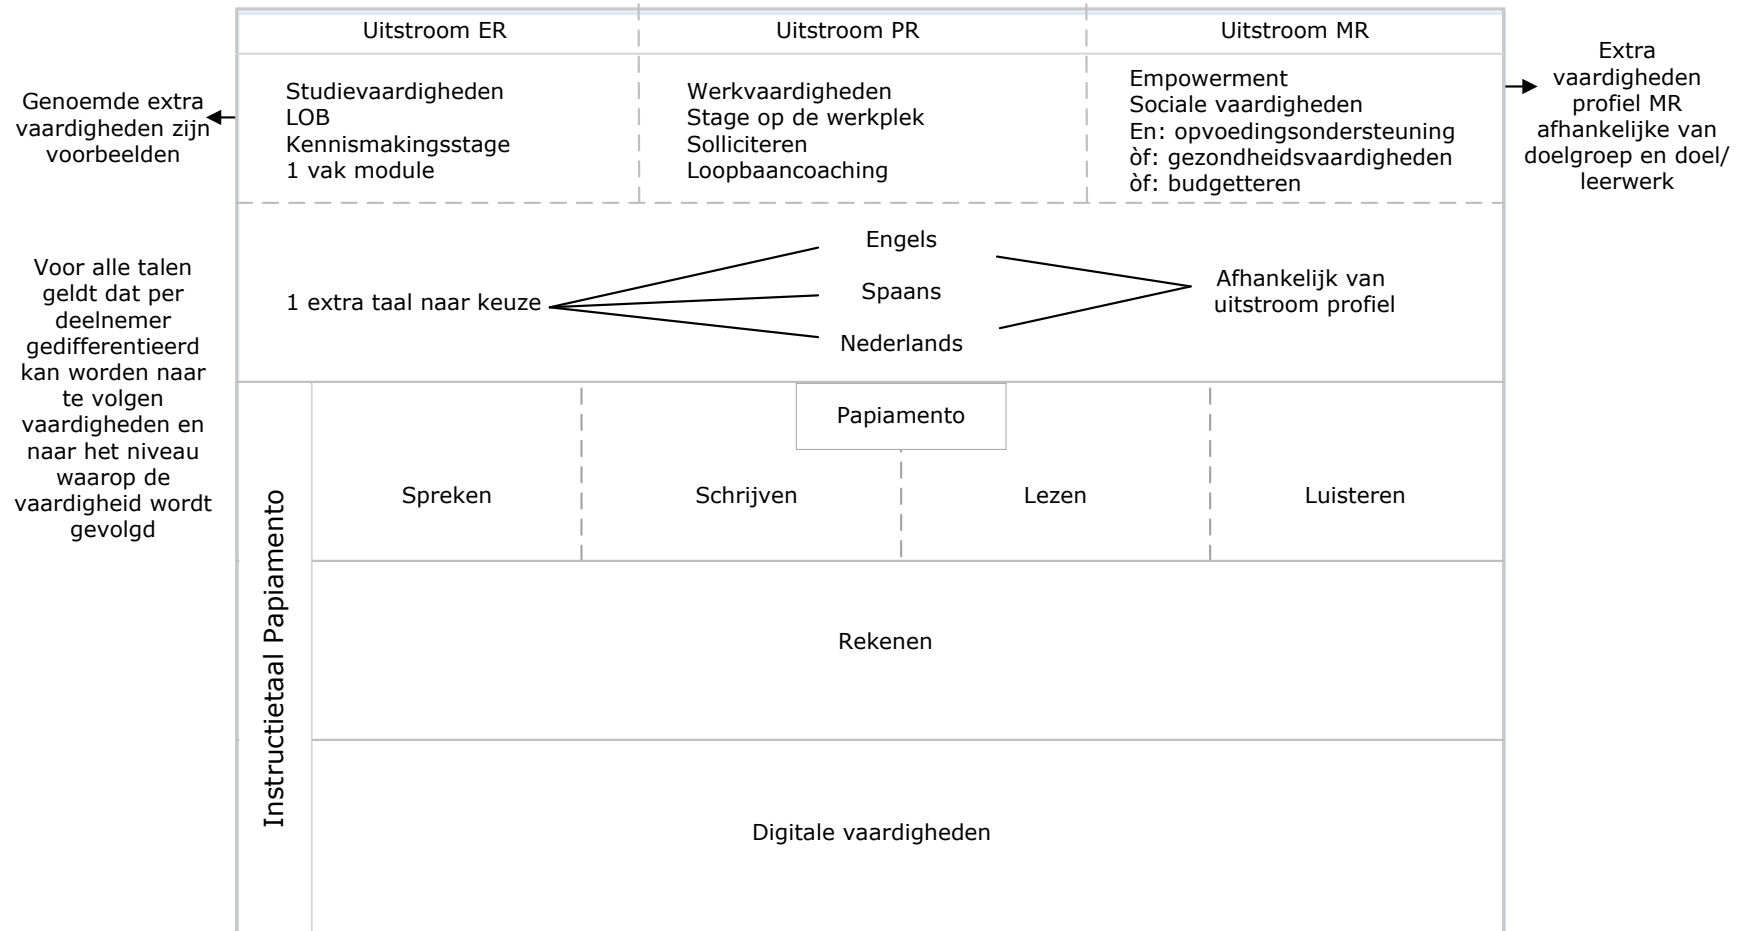 Uitstroom ER
Uitstroom PR
Uitstroom MR
Genoemde extra
vaardigheden zijn
voorbeelden
Studievaardigheden
LOB
Kennismakingsstage
1 vak module
Werkvaardigheden
Stage op de werkplek
Solliciteren
Loopbaancoaching
Empowerment
Sociale vaardigheden
En: opvoedingsondersteuning
òf: gezondheidsvaardigheden
òf: budgetteren
Extra
vaardigheden
profiel MR
afhankelijke van
doelgroep en doel/
leerwerk
Voor alle talen
geldt dat per
deelnemer
gedifferentieerd
kan worden naar
te volgen
vaardigheden en
naar het niveau
waarop de
vaardigheid wordt
gevolgd
1 extra taal naar keuze
Engels
Spaans
Nederlands
Afhankelijk van
uitstroom profiel
Instructietaal Papiamento
Papiamento
Spreken
Schrijven
Lezen
Luisteren
Rekenen
Digitale vaardigheden